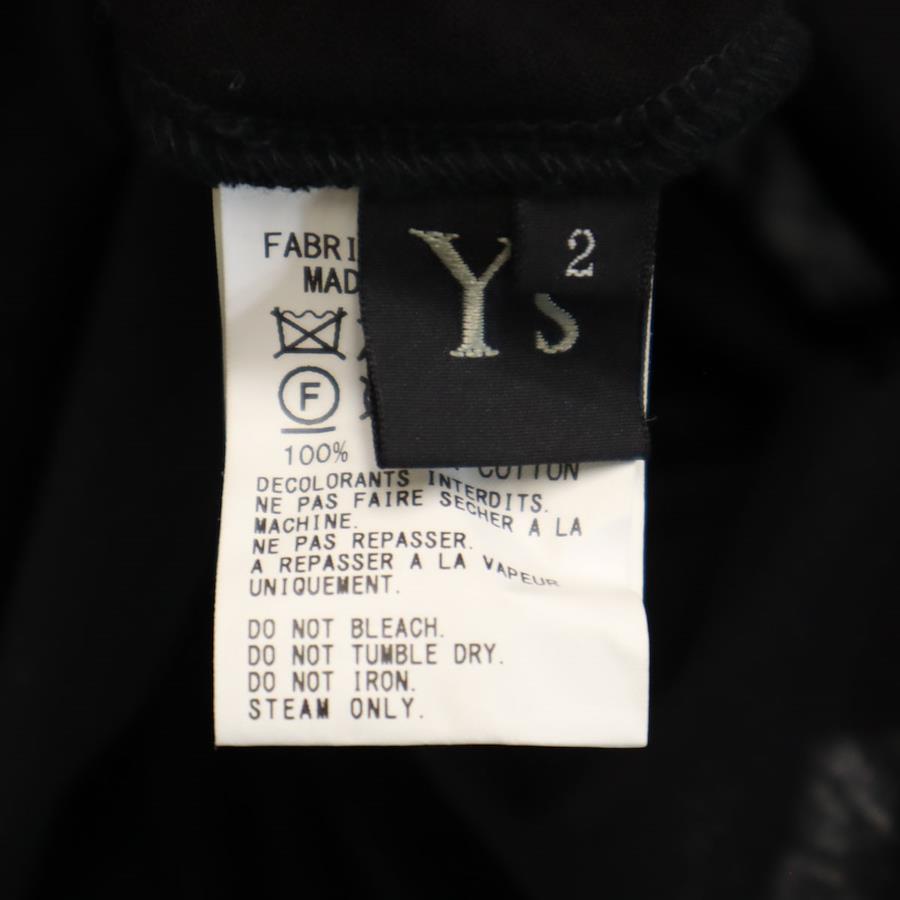 Y s
2
FABRI
MAD
F
100% COTTON
DECOLORANTS INTERDITS.
NE PAS FAIRE SECHER A LA
MACHINE.
NE PAS REPASSER.
A REPASSER A LA VAPEUR
UNIQUEMENT.
DO NOT BLEACH.
DO NOT TUMBLE DRY.
DO NOT IRON.
STEAM ONLY.